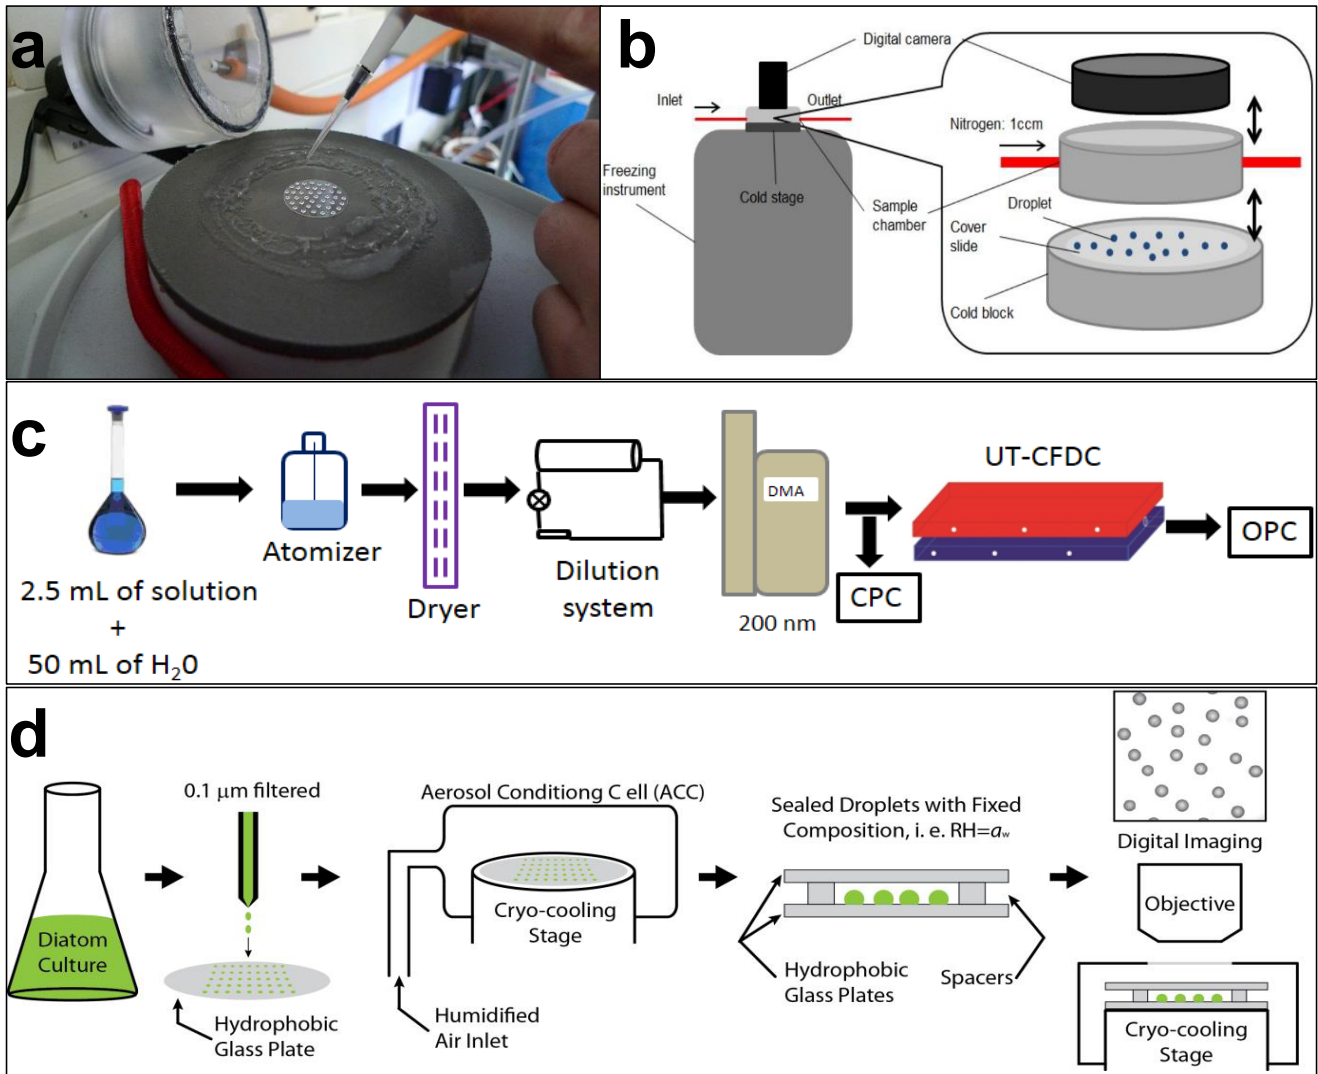 a
b
Digital camera
Inlet
Outlet
Nitrogen: 1ccm
Freezing
instrument
Cold stage
Sample
chamber
Droplet
Cover
slide
Cold block
c
UT-CFDC
DMA
OPC
Atomizer
Dilution
system
CPC
2.5 mL of solution
+
50 mL of H₂0
Dryer
200 nm
d
0.1 μm filtered
Aerosol Conditiong C ell (ACC)
Sealed Droplets with Fixed
Composition, i. e. RH=aw
Digital Imaging
Diatom
Culture
Cryo-cooling
Stage
Objective
Hydrophobic
Glass Plates
Spacers
Humidified
Air Inlet
Hydrophobic
Glass Plate
Cryo-cooling
Stage